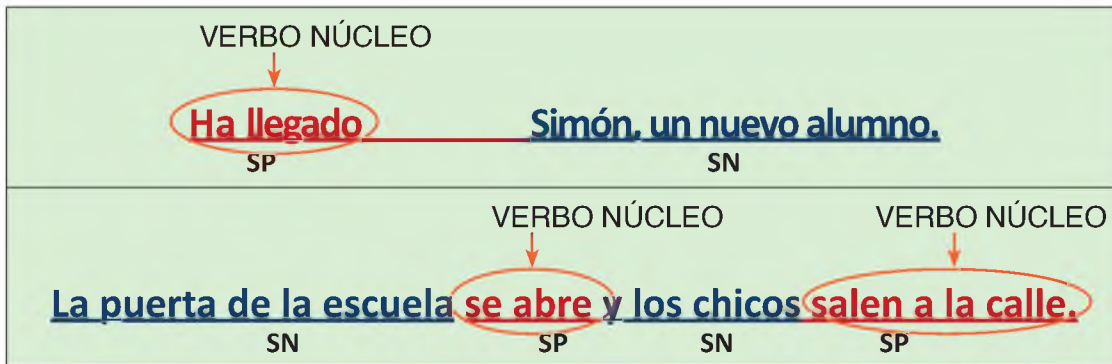 VERBO NÚCLEO
Ha llegado Simón, un nuevo alumno.
SP SN
VERBO NÚCLEO VERBO NÚCLEO
La puerta de la escuela se abre y los chicos salen a la calle.
SN SP SN SP